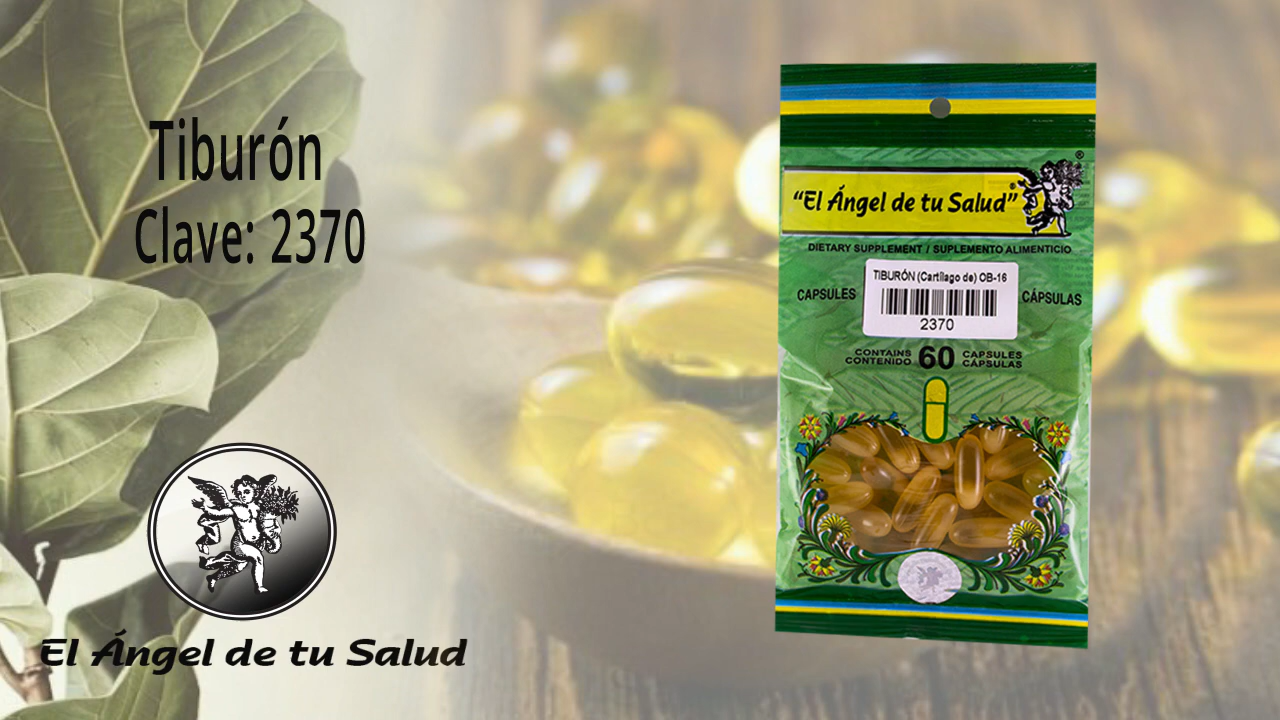 Tiburón
Clave: 2370
El Ángel de tu Salud
“El Ángel de tu Salud”®
®
DIETARY SUPPLEMENT / SUPLEMENTO ALIMENTICIO
TIBURÓN (Cartílago de) OB-16
CAPSULES
CÁPSULAS
2370
CONTAINS
CONTENIDO
60
CAPSULES
CÁPSULAS